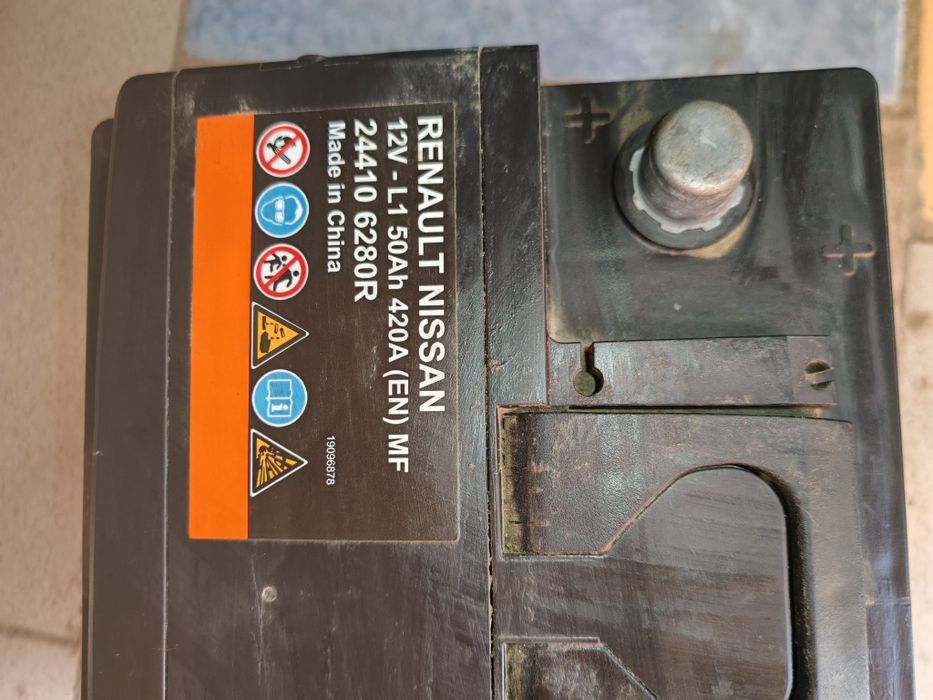 RENAULT NISSAN
12V - L1 50Ah 420A (EN) MF
24410 6280R
Made in China
19096878
+
+